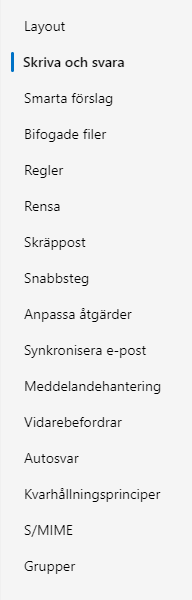 Layout
Skriva och svara
Smarta förslag
Bifogade filer
Regler
Rensa
Skräppost
Snabbsteg
Anpassa åtgärder
Synkronisera e-post
Meddelandehantering
Vidarebefordrar
Autosvar
Kvarhållningsprinciper
S/MIME
Grupper